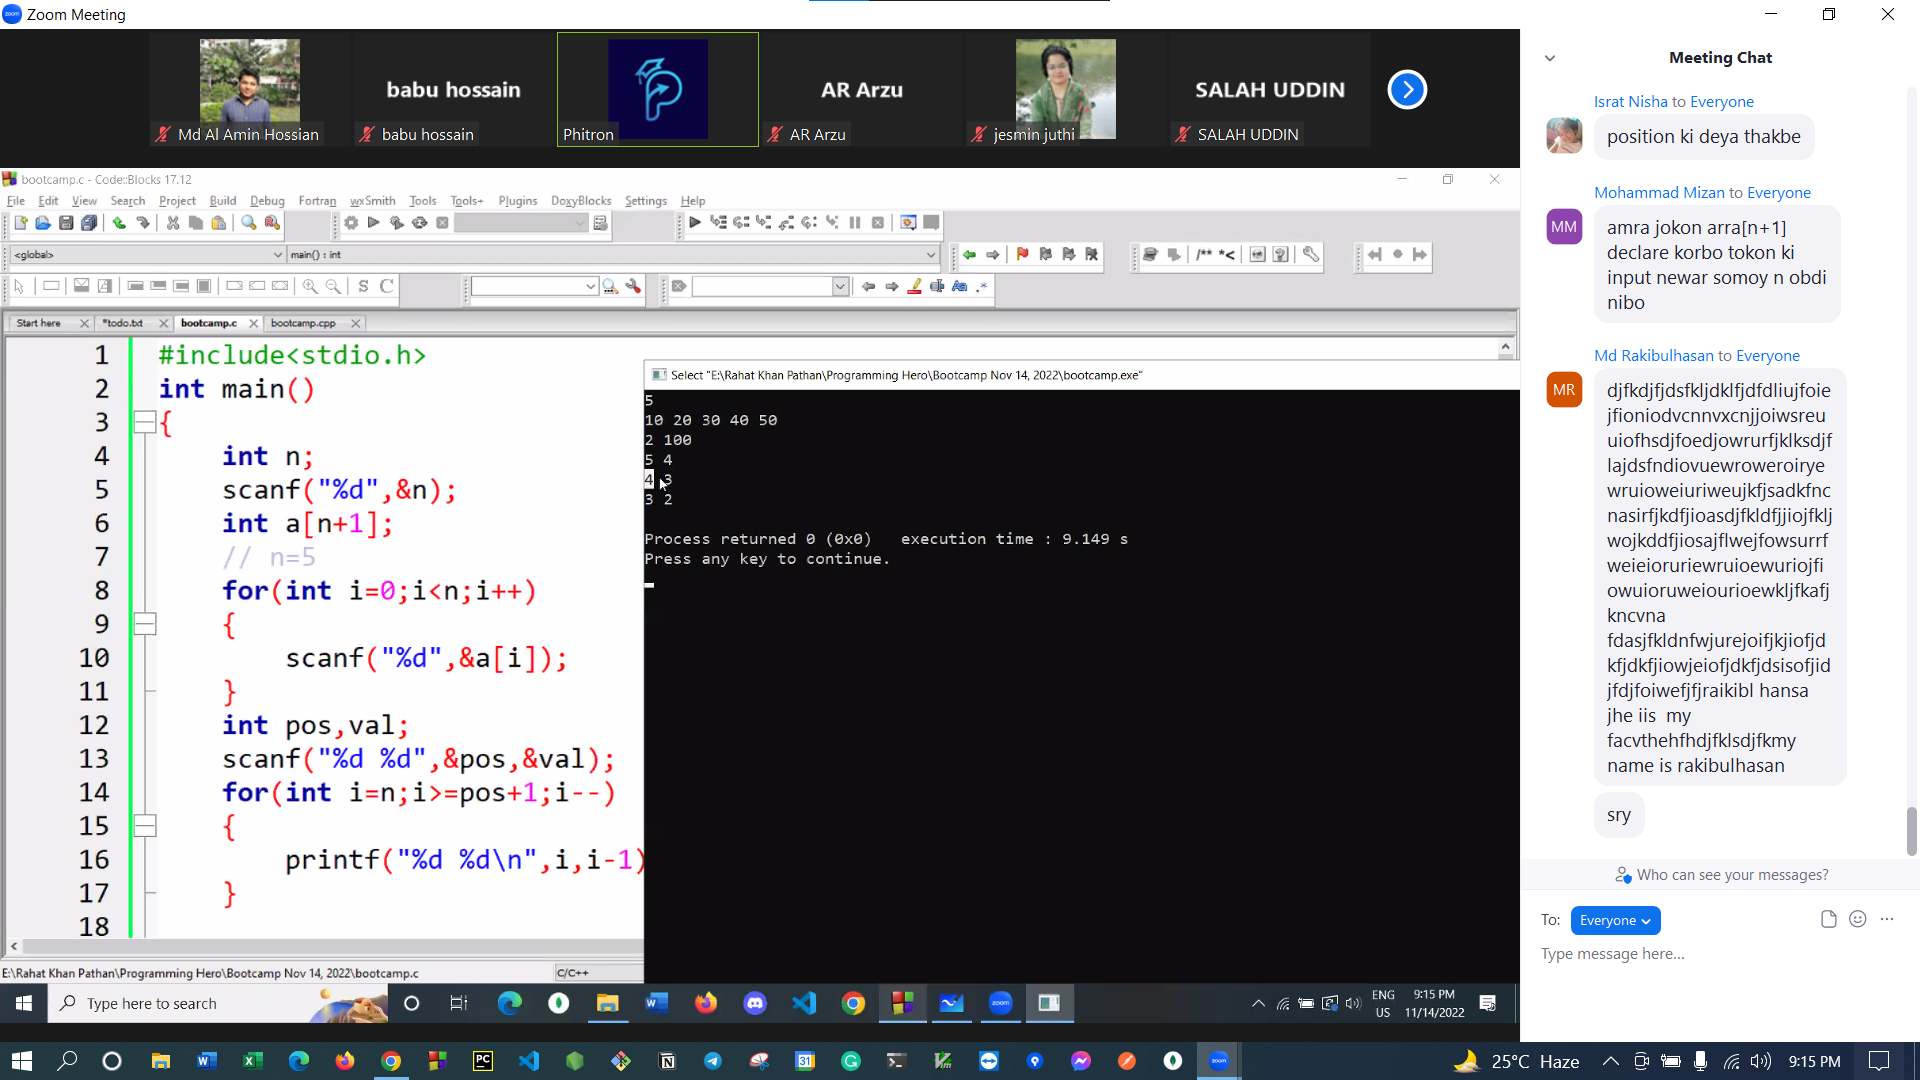 Zoom Meeting
babu hossain
AR Arzu
SALAH UDDIN
Md Al Amin Hossian
babu hossain
Phitron
AR Arzu
jesmin juthi
SALAH UDDIN
bootcamp.c - Code::Blocks 17.12
File Edit View Search Project Build Debug Fortran wxSmith Tools Tools+ Plugins DoxyBlocks Settings Help
<global>
main() : int
/** *<
S C
Start here
*todo.txt
bootcamp.c
bootcamp.cpp
1 #include<stdio.h>
2 int main()
3 {
4 int n;
5 scanf("%d",&n);
6 int a[n+1];
7 // n=5
8 for(int i=0;i<n;i++)
9 {
10 scanf("%d",&a[i]);
11 }
12 int pos,val;
13 scanf("%d %d",&pos,&val);
14 for(int i=n;i>=pos+1;i--)
15 {
16 printf("%d %d\n",i,i-1)
17 }
18
Select "E:\Rahat Khan Pathan\Programming Hero\Bootcamp Nov 14, 2022\bootcamp.exe"
5
10 20 30 40 50
2 100
5 4
4 3
3 2
Process returned 0 (0x0) execution time : 9.149 s
Press any key to continue.
E:\Rahat Khan Pathan\Programming Hero\Bootcamp Nov 14, 2022\bootcamp.c
C/C++
Type here to search
ENG
US
9:15 PM
11/14/2022
Meeting Chat
Israt Nisha to Everyone
position ki deya thakbe
Mohammad Mizan to Everyone
MM
amra jokon arra[n+1]
declare korbo tokon ki
input newar somoy n obdi
nibo
Md Rakibulhasan to Everyone
MR
djfkdjfjdsfkljdklfjdfdliujfoie
jfioniodvcnnvxcnjjoiwsreu
uiofhsdjfoedjowrurfjklksdjf
lajdsfndiovuewroweroirye
wruioweiuriweujkfjsadkfnc
nasirfjkdfjioasdjfkldfjjiojfklj
wojkddfjiosajflwejfowsurrf
weieioruriewruioewuriojfi
owuioruweiourioewkljfkafj
kncvna
fdasjfkldnfwjurejoifjkjiofjd
kfjdkfjiowjeiofjdkfjdsisofjid
jfdjfoiwefjfjraikibl hansa
jhe iis my
facvthehfhdjfklsdjfkmy
name is rakibulhasan
sry
Who can see your messages?
To: Everyone
Type message here...
25°C Haze
9:15 PM